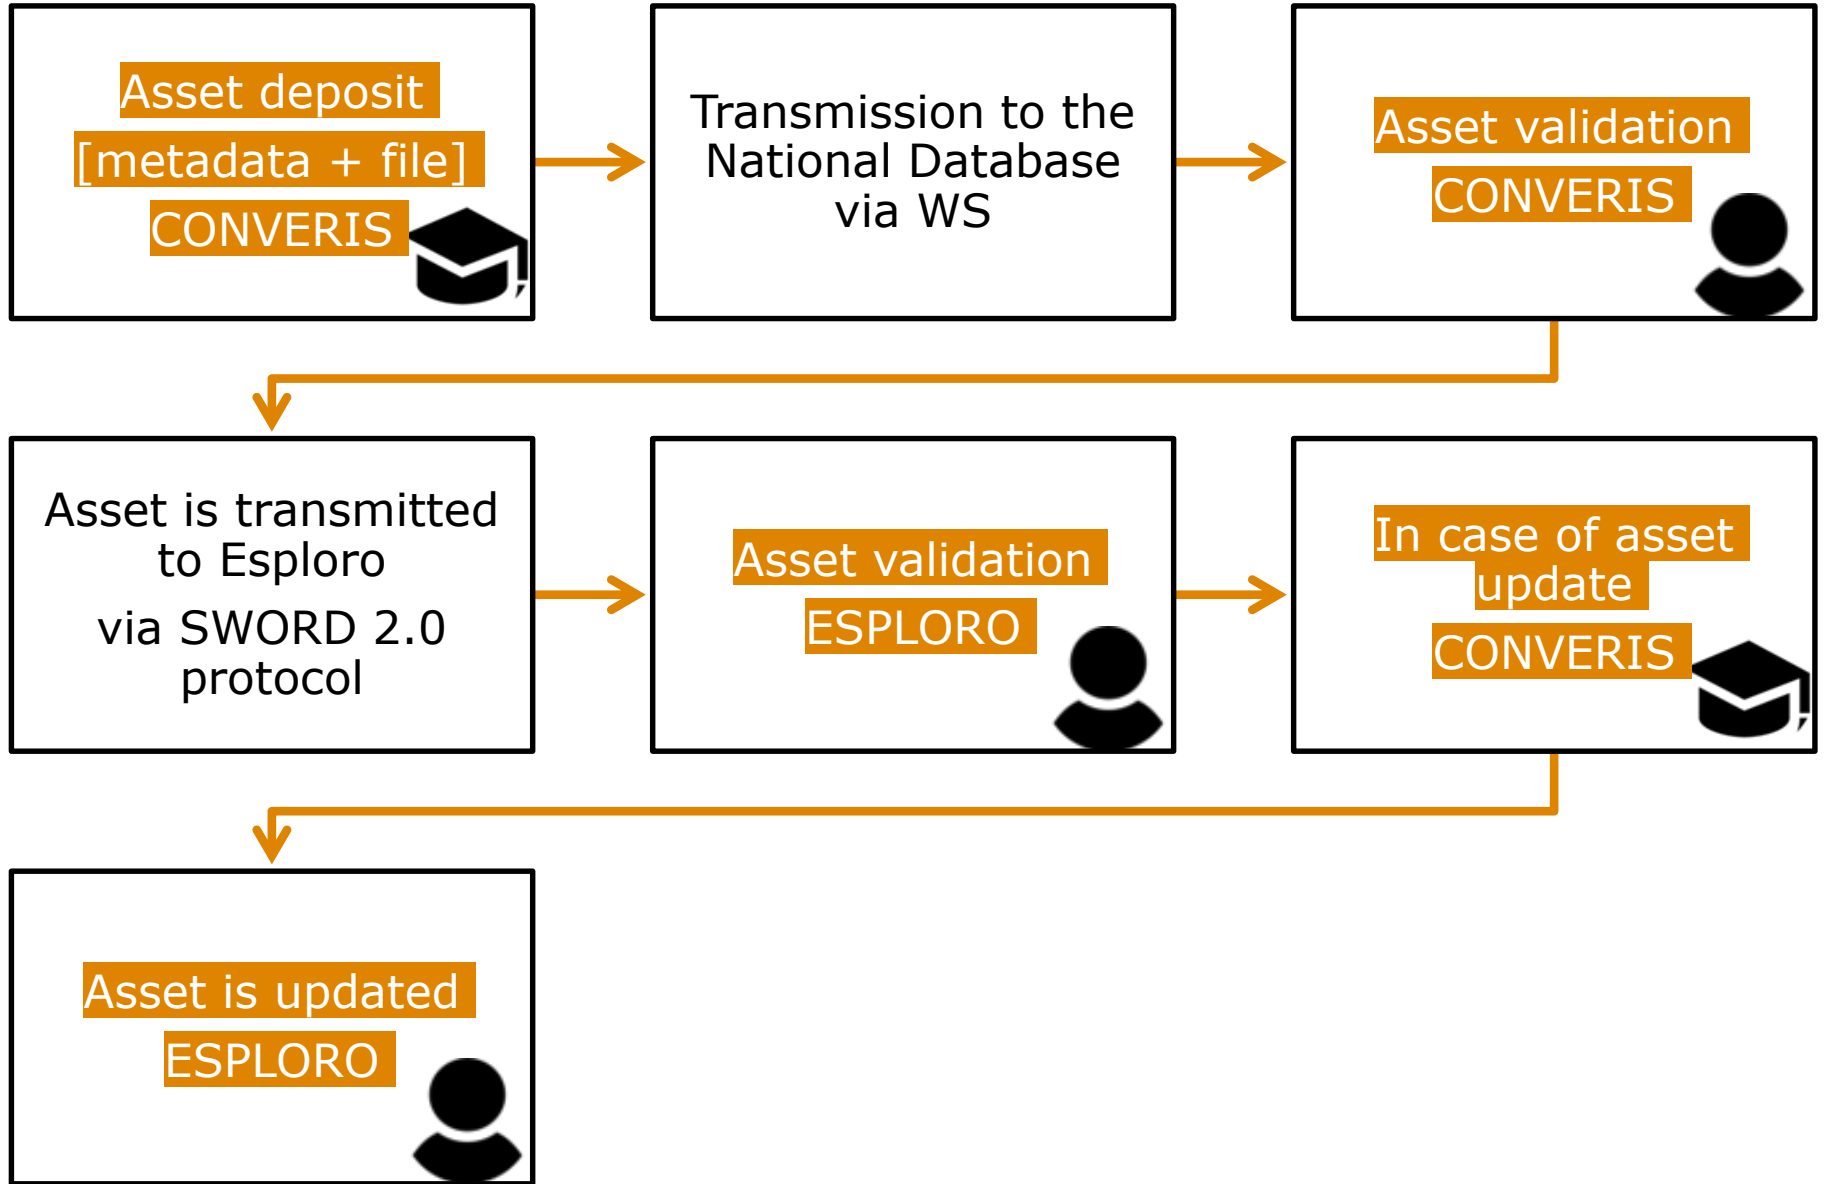 Asset deposit
[metadata + file]
CONVERIS
Transmission to the
National Database
via WS
Asset validation
CONVERIS
Asset is transmitted
to Esploro
via SWORD 2.0
protocol
Asset validation
ESPLORO
In case of asset
update
CONVERIS
Asset is updated
ESPLORO